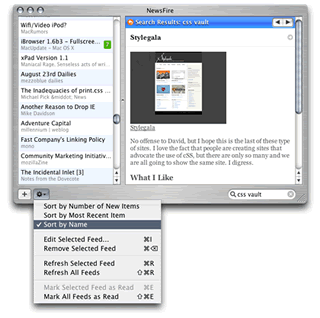 NewsFire
Wifi/Video iPod?
MacRumors
iBrowser 1.6b3 - Fullscree...
MacUpdate - Mac OS X
7
xPad Version 1.1
Maniacal Rage. Senseless acts of wri...
August 23rd Dailies
mezzoblue dailies
The Inadequacies of print.css
Michael Pick
Another Reason to Drop IE
Mike Davidson
Adventure Capital
millennium | weblog
Fast Company's Linking Policy
kottke
Community Marketing Initiativ...
mozillaZine
The Incidental Inlet [3]
Notes from the Dovecote
Search Results: css vault
Stylegala
Stylegala
No offense to David, but I hope this is the last of these type
of sites. I love the fact that people are creating sites that
advocate the use of cSS, but there are only so many and we
are all going to show the same site. I digress.
What I Like
css vault
Sort by Number of New Items
Sort by Most Recent Item
✓ Sort by Name
Edit Selected Feed... ⌘I
Remove Selected Feed ⌘⌫
Refresh Selected Feed ⌘R
Refresh All Feeds ⇧⌘R
Mark Selected Feed as Read ⌘E
Mark All Feeds as Read ⇧⌘E